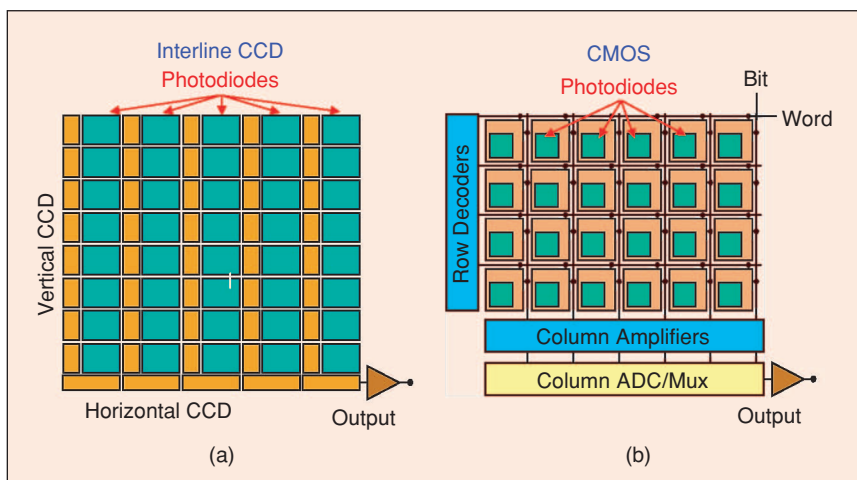 Interline CCD
Photodiodes
Vertical CCD
Horizontal CCD
Output
(a)
CMOS
Photodiodes
Bit
Word
Row Decoders
Column Amplifiers
Column ADC/Mux
Output
(b)